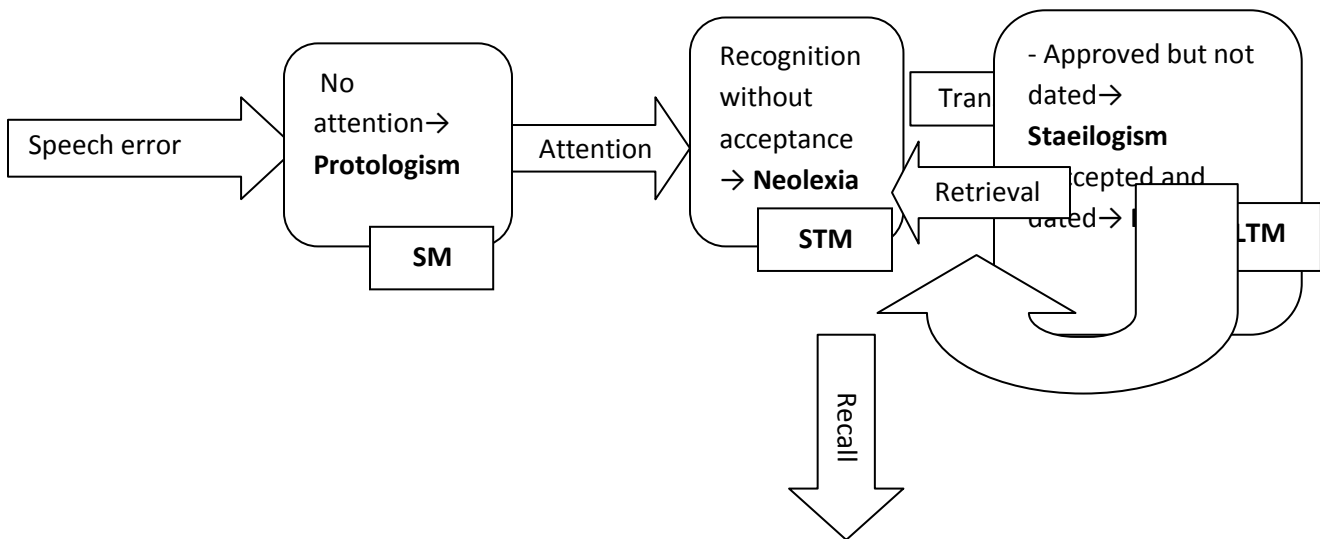 Speech error
No
attention→
Protologism
SM
Attention
Recognition
without
acceptance
→ Neolexia
STM
Retrieval
- Approved but not
dated→
Staeilogism
and
dated→
LTM
Recall